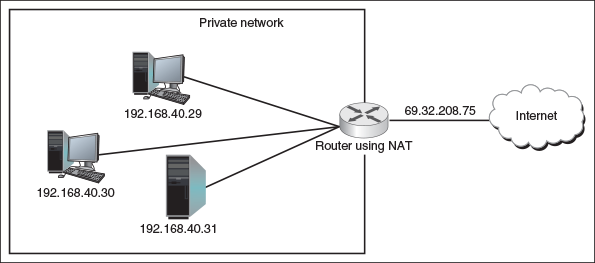 Private network
192.168.40.29
69.32.208.75
Internet
Router using NAT
192.168.40.30
192.168.40.31